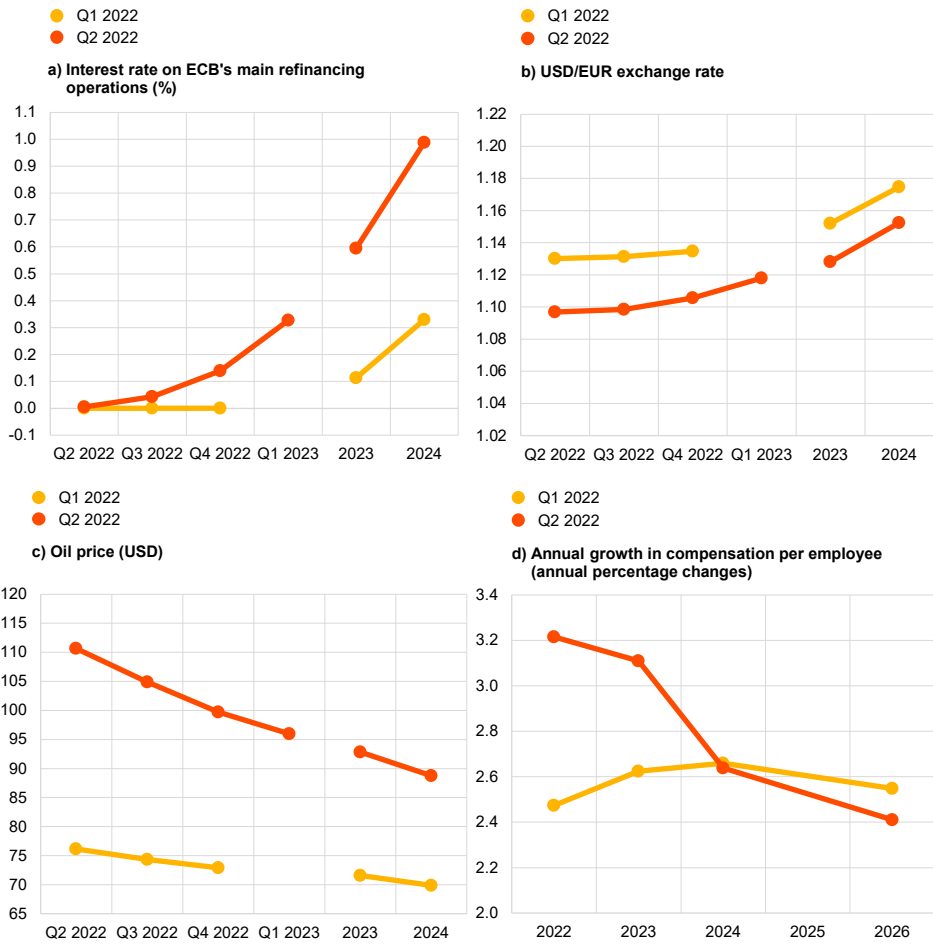 Q1 2022
Q2 2022
a) Interest rate on ECB's main refinancing
operations (%)
1.1
1.0
0.9
0.8
0.7
0.6
0.5
0.4
0.3
0.2
0.1
0.0
-0.1
Q2 2022 Q3 2022 Q4 2022 Q1 2023 2023 2024
Q1 2022
Q2 2022
b) USD/EUR exchange rate
1.22
1.20
1.18
1.16
1.14
1.12
1.10
1.08
1.06
1.04
1.02
Q2 2022 Q3 2022 Q4 2022 Q1 2023 2023 2024
Q1 2022
Q2 2022
c) Oil price (USD)
120
115
110
105
100
95
90
85
80
75
70
65
Q2 2022 Q3 2022 Q4 2022 Q1 2023 2023 2024
Q1 2022
Q2 2022
d) Annual growth in compensation per employee
(annual percentage changes)
3.4
3.2
3.0
2.8
2.6
2.4
2.2
2.0
2022 2023 2024 2025 2026